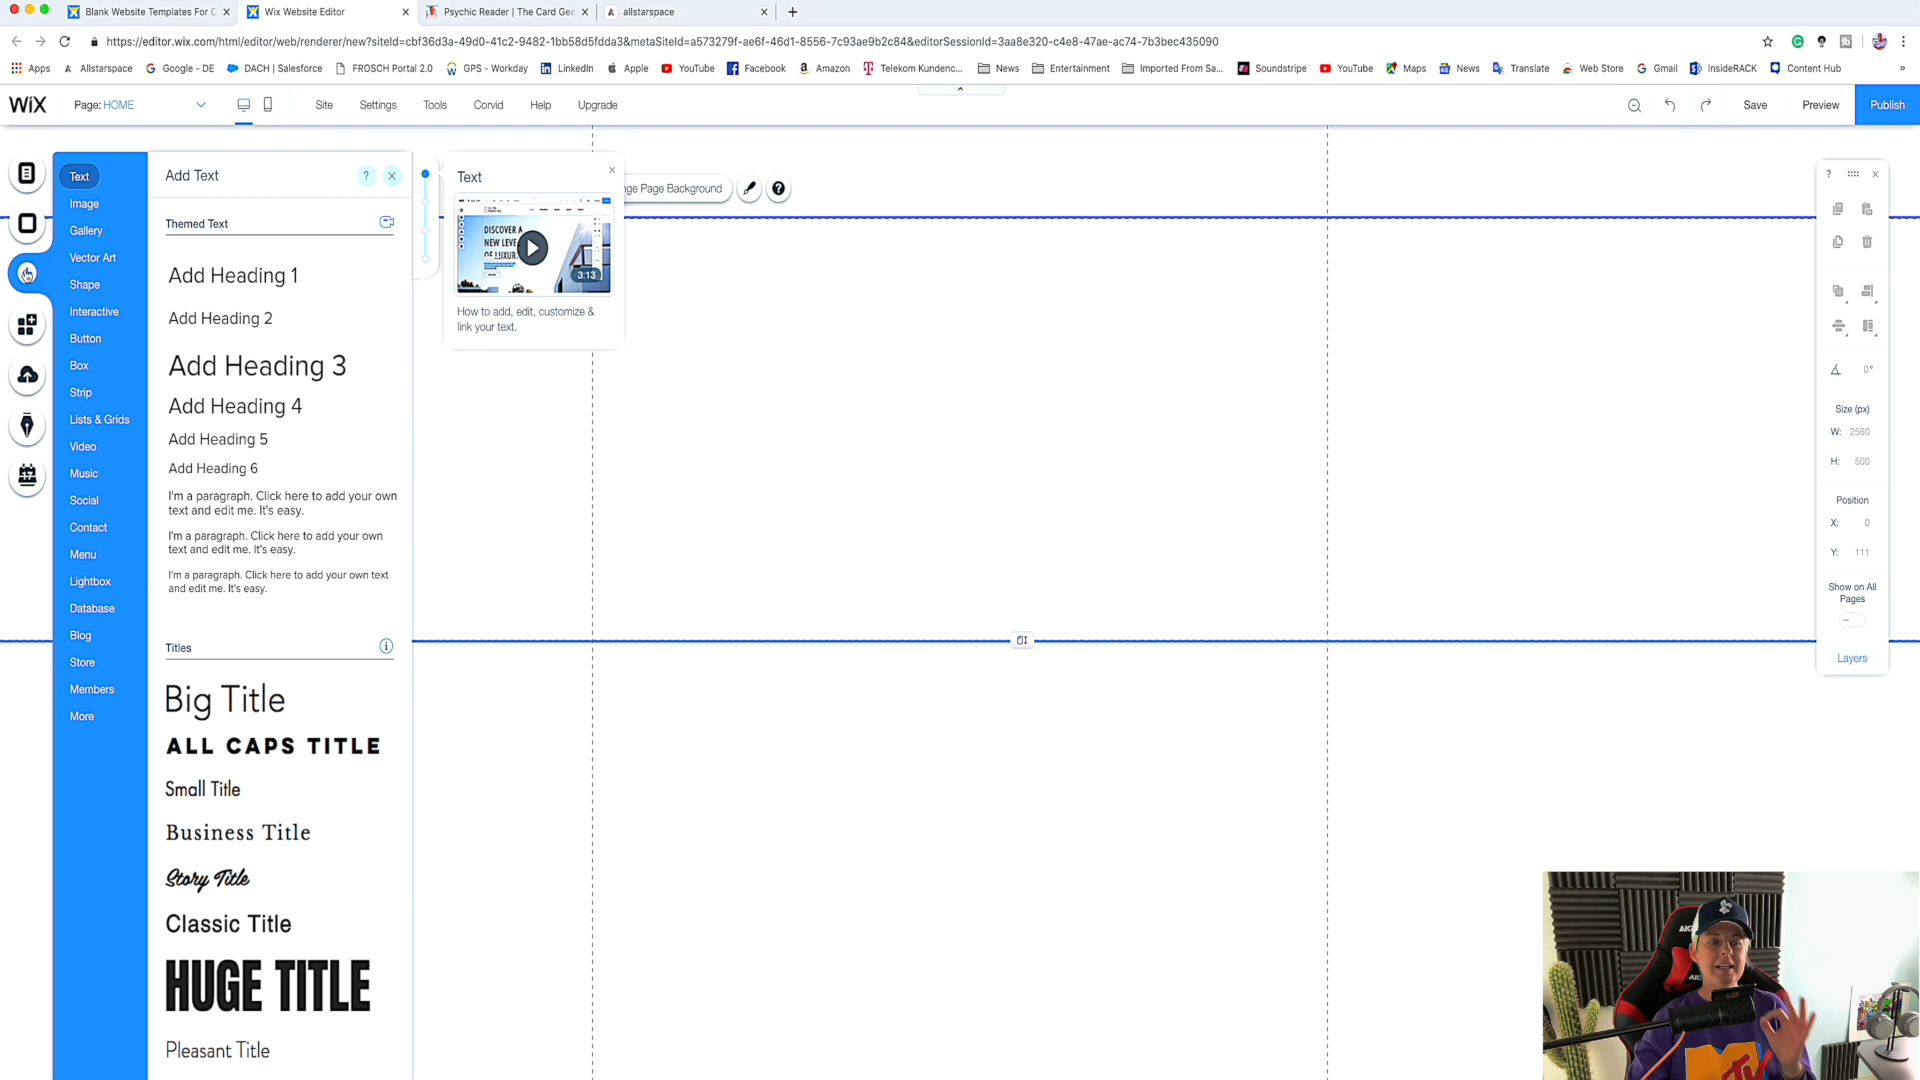 Blank Website Templates For C
Wix Website Editor
Psychic Reader | The Card Gee
allstarspace
https://editor.wix.com/html/editor/web/renderer/new?siteId=cbf36d3a-49d0-41c2-9482-1bb58d5fdda3&metaSiteId=a573279f-ae6f-46d1-8556-7c93ae9b2c84&editorSessionId=3aa8e320-c4e8-47ae-ac74-7b3bec435090
Apps Allstarspace Google - DE DACH | Salesforce FROSCH Portal 2.0 GPS - Workday LinkedIn Apple YouTube Facebook Amazon Telekom Kundenc... News Entertainment Imported From Sa... Soundstripe YouTube Maps News Translate Web Store Gmail InsideRACK Content Hub »
WiX Page: HOME Site Settings Tools Corvid Help Upgrade Save Preview Publish
Text
Image
Gallery
Vector Art
Shape
Interactive
Button
Box
Strip
Lists & Grids
Video
Music
Social
Contact
Menu
Lightbox
Database
Blog
Store
Members
More
Add Text ?
Themed Text
Add Heading 1
Add Heading 2
Add Heading 3
Add Heading 4
Add Heading 5
Add Heading 6
I'm a paragraph. Click here to add your own
text and edit me. It's easy.
I'm a paragraph. Click here to add your own
text and edit me. It's easy.
I'm a paragraph. Click here to add your own text
and edit me. It's easy.
Titles
Big Title
ALL CAPS TITLE
Small Title
Business Title
Story Title
Classic Title
HUGE TITLE
Pleasant Title
Text
DISCOVER A
NEW LEVE
OF LUXUR
3:13
How to add, edit, customize &
link your text.
nge Page Background
?
?
0°
Size (px)
W: 2560
H: 500
Position
X: 0
Y: 111
Show on All
Pages
Layers